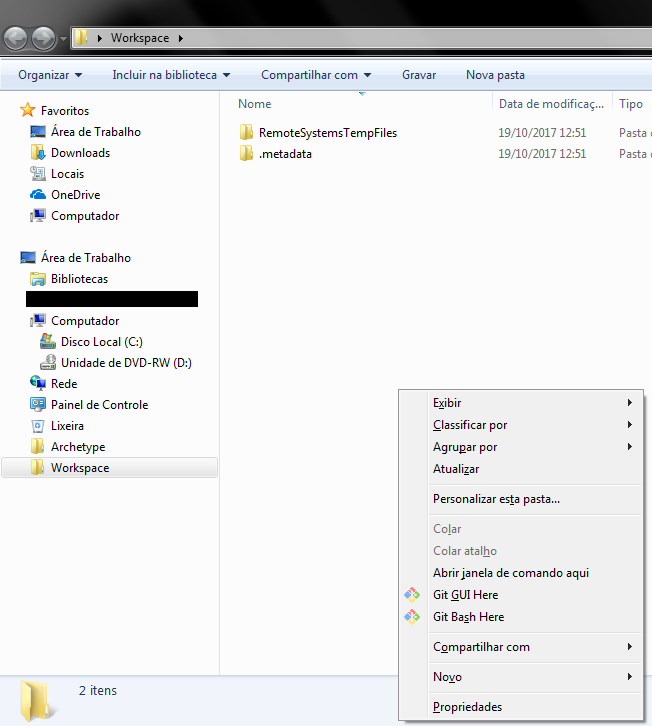 Workspace
Organizar
Incluir na biblioteca
Compartilhar com
Gravar
Nova pasta
Favoritos
Área de Trabalho
Downloads
Locais
OneDrive
Computador
Área de Trabalho
Bibliotecas
Computador
Disco Local (C:)
Unidade de DVD-RW (D:)
Rede
Painel de Controle
Lixeira
Archetype
Workspace
Nome
Data de modificaç...
Tipo
RemoteSystemsTempFiles
19/10/2017 12:51
Pasta
.metadata
19/10/2017 12:51
Pasta
Exibir
Classificar por
Agrupar por
Atualizar
Personalizar esta pasta...
Colar
Colar atalho
Abrir janela de comando aqui
Git GUI Here
Git Bash Here
Compartilhar com
Novo
Propriedades
2 itens